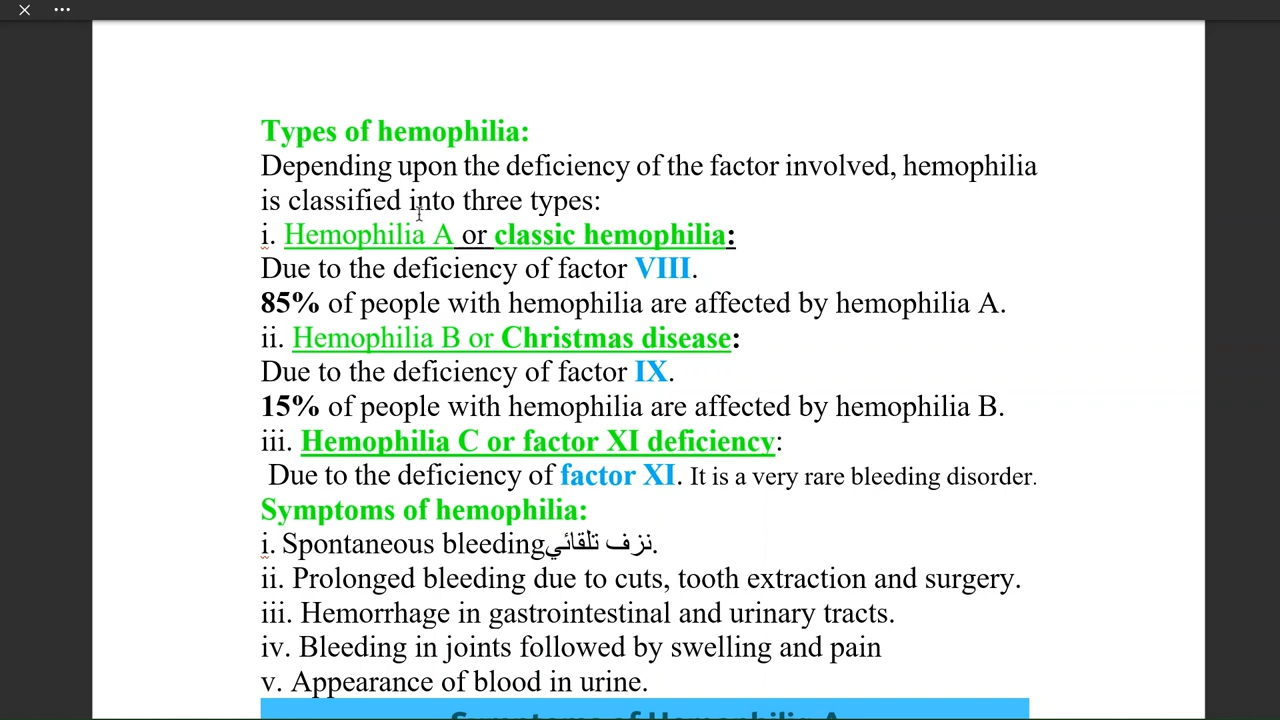 Types of hemophilia:
Depending upon the deficiency of the factor involved, hemophilia
is classified into three types:
i. Hemophilia A or classic hemophilia:
Due to the deficiency of factor VIII.
85% of people with hemophilia are affected by hemophilia A.
ii. Hemophilia B or Christmas disease:
Due to the deficiency of factor IX.
15% of people with hemophilia are affected by hemophilia B.
iii. Hemophilia C or factor XI deficiency:
Due to the deficiency of factor XI. It is a very rare bleeding disorder.
Symptoms of hemophilia:
i. Spontaneous bleedingنزف تلقائي.
ii. Prolonged bleeding due to cuts, tooth extraction and surgery.
iii. Hemorrhage in gastrointestinal and urinary tracts.
iv. Bleeding in joints followed by swelling and pain
v. Appearance of blood in urine.
Symptoms of Hemophilia A